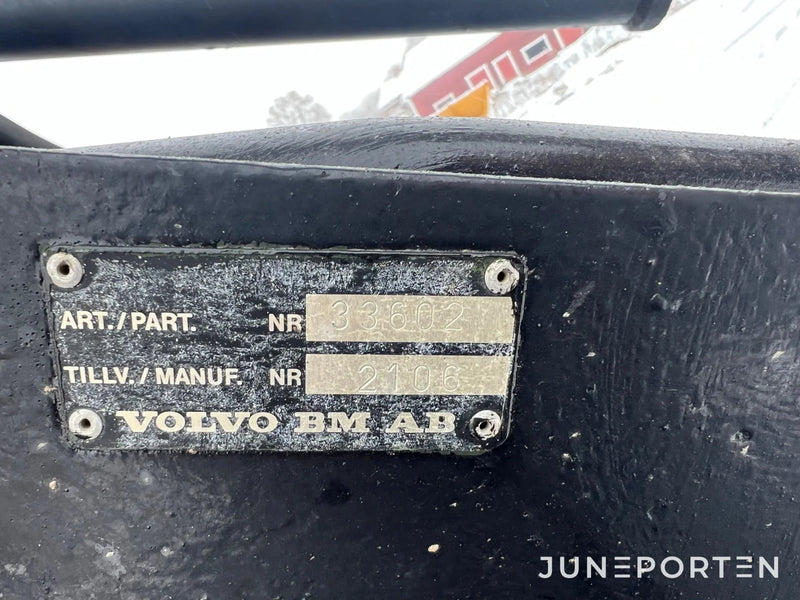 ART./PART. NR 33602
TILLV./MANUF. NR 2106
VOLVO BM AB
JUNEPORTEN